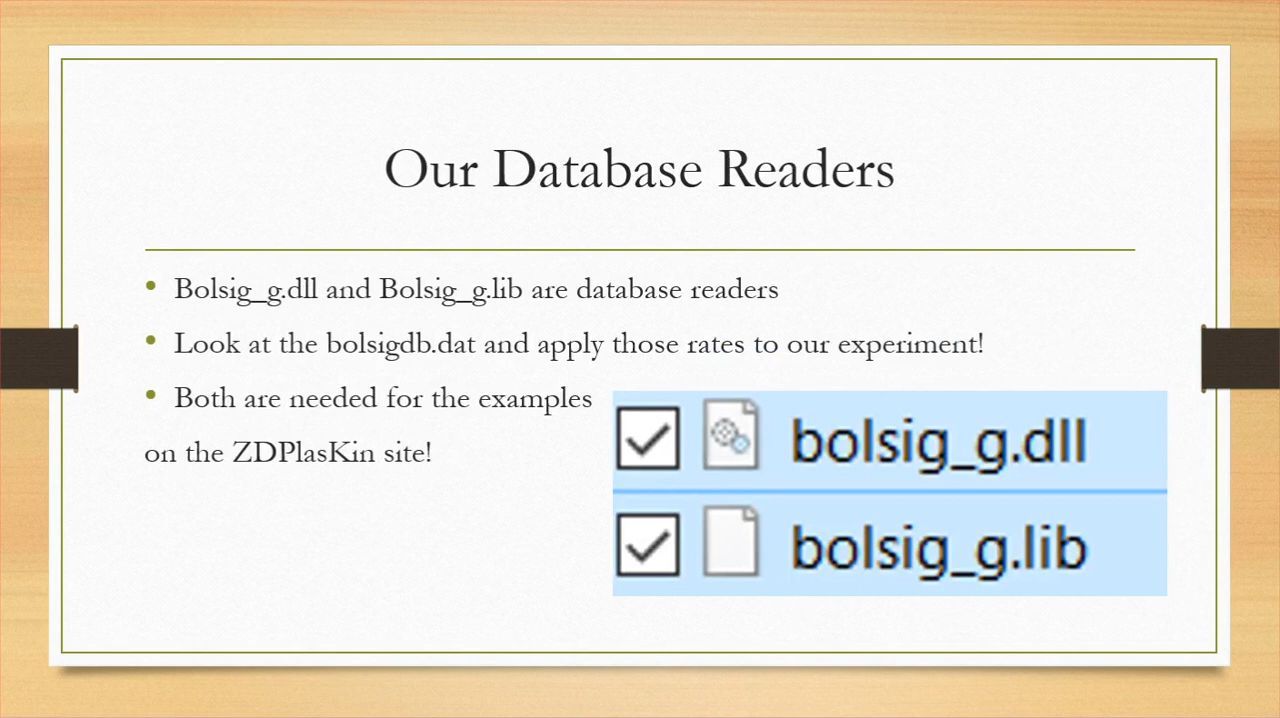 Our Database Readers
• Bolsig_g.dll and Bolsig_g.lib are database readers
• Look at the bolsigdb.dat and apply those rates to our experiment!
• Both are needed for the examples
on the ZDPlasKin site!
bolsig_g.dll
bolsig_g.lib